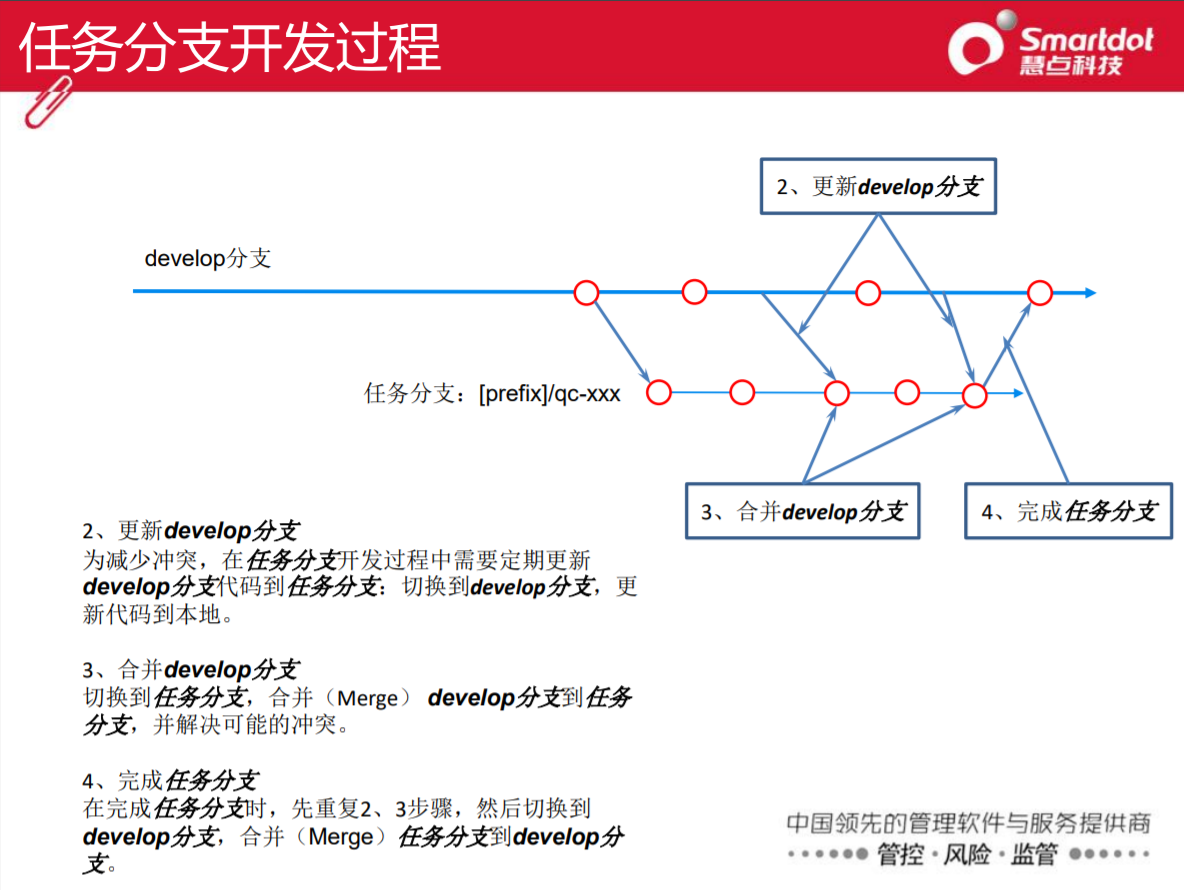 任务分支开发过程
Smartdot
慧点科技
2、更新develop分支
develop分支
任务分支：[prefix]/qc-xxx
3、合并develop分支
4、完成任务分支
2、更新develop分支
为减少冲突，在任务分支开发过程中需要定期更新
develop分支代码到任务分支：切换到develop分支，更
新代码到本地。
3、合并develop分支
切换到任务分支，合并（Merge） develop分支到任务
分支，并解决可能的冲突。
4、完成任务分支
在完成任务分支时，先重复2、3步骤，然后切换到
develop分支，合并（Merge）任务分支到develop分
支。
中国领先的管理软件与服务提供商
管控·风险·监管